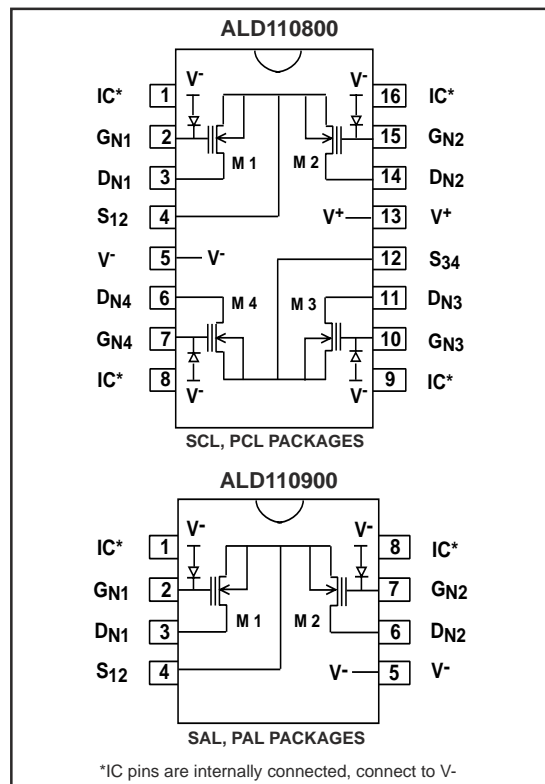 ALD110800
IC* 1 V- V- 16 IC*
GN1 2 M 1 M 2 15 GN2
DN1 3 14 DN2
S12 4 V+ 13 V+
V- 5 V- 12 S34
DN4 6 M 4 M 3 11 DN3
GN4 7 10 GN3
IC* 8 V- V- 9 IC*
SCL, PCL PACKAGES
ALD110900
IC* 1 V- V- 8 IC*
GN1 2 7 GN2
DN1 3 M 1 M 2 6 DN2
S12 4 V- 5 V-
SAL, PAL PACKAGES
*IC pins are internally connected, connect to V-